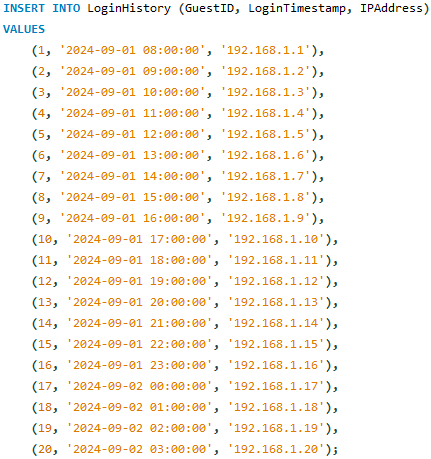 INSERT INTO LoginHistory (GuestID, LoginTimestamp, IPAddress)
VALUES
(1, '2024-09-01 08:00:00', '192.168.1.1'),
(2, '2024-09-01 09:00:00', '192.168.1.2'),
(3, '2024-09-01 10:00:00', '192.168.1.3'),
(4, '2024-09-01 11:00:00', '192.168.1.4'),
(5, '2024-09-01 12:00:00', '192.168.1.5'),
(6, '2024-09-01 13:00:00', '192.168.1.6'),
(7, '2024-09-01 14:00:00', '192.168.1.7'),
(8, '2024-09-01 15:00:00', '192.168.1.8'),
(9, '2024-09-01 16:00:00', '192.168.1.9'),
(10, '2024-09-01 17:00:00', '192.168.1.10'),
(11, '2024-09-01 18:00:00', '192.168.1.11'),
(12, '2024-09-01 19:00:00', '192.168.1.12'),
(13, '2024-09-01 20:00:00', '192.168.1.13'),
(14, '2024-09-01 21:00:00', '192.168.1.14'),
(15, '2024-09-01 22:00:00', '192.168.1.15'),
(16, '2024-09-01 23:00:00', '192.168.1.16'),
(17, '2024-09-02 00:00:00', '192.168.1.17'),
(18, '2024-09-02 01:00:00', '192.168.1.18'),
(19, '2024-09-02 02:00:00', '192.168.1.19'),
(20, '2024-09-02 03:00:00', '192.168.1.20');